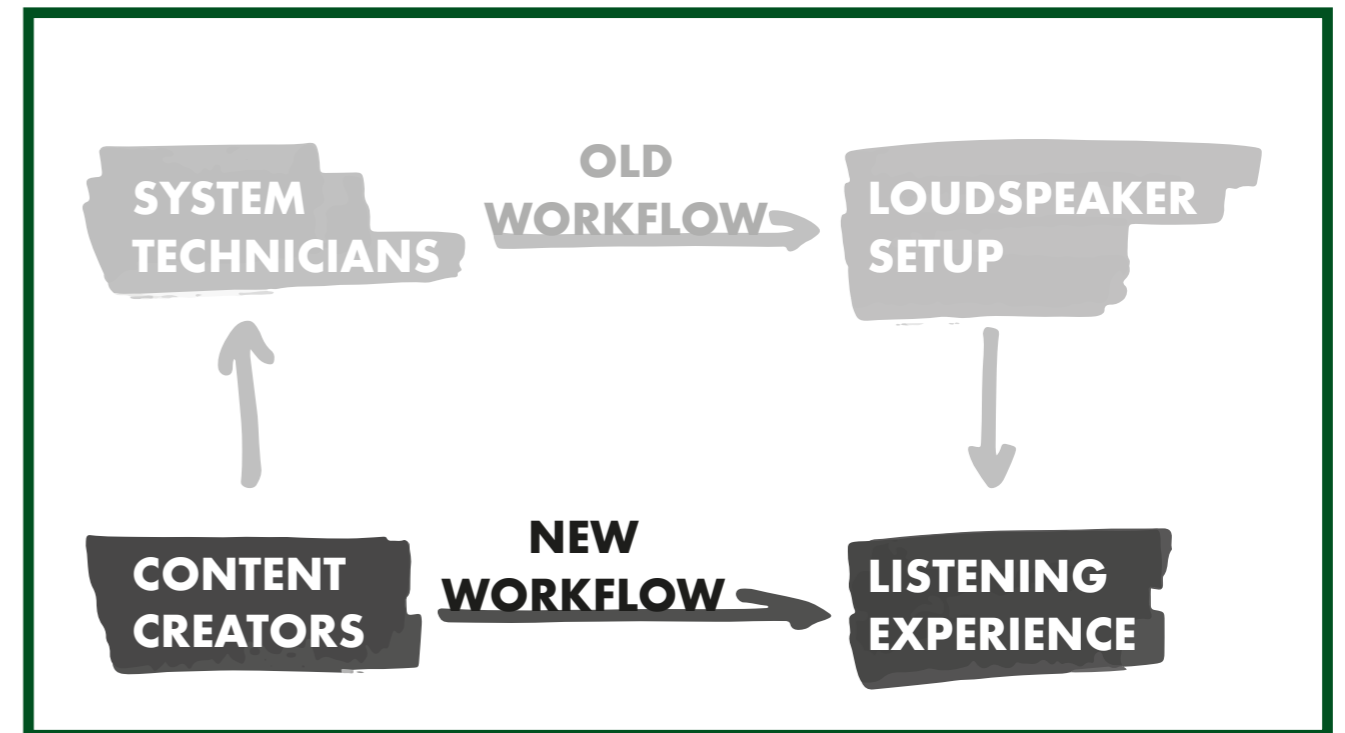 SYSTEM
TECHNICIANS
OLD
WORKFLOW
LOUDSPEAKER
SETUP
CONTENT
CREATORS
NEW
WORKFLOW
LISTENING
EXPERIENCE